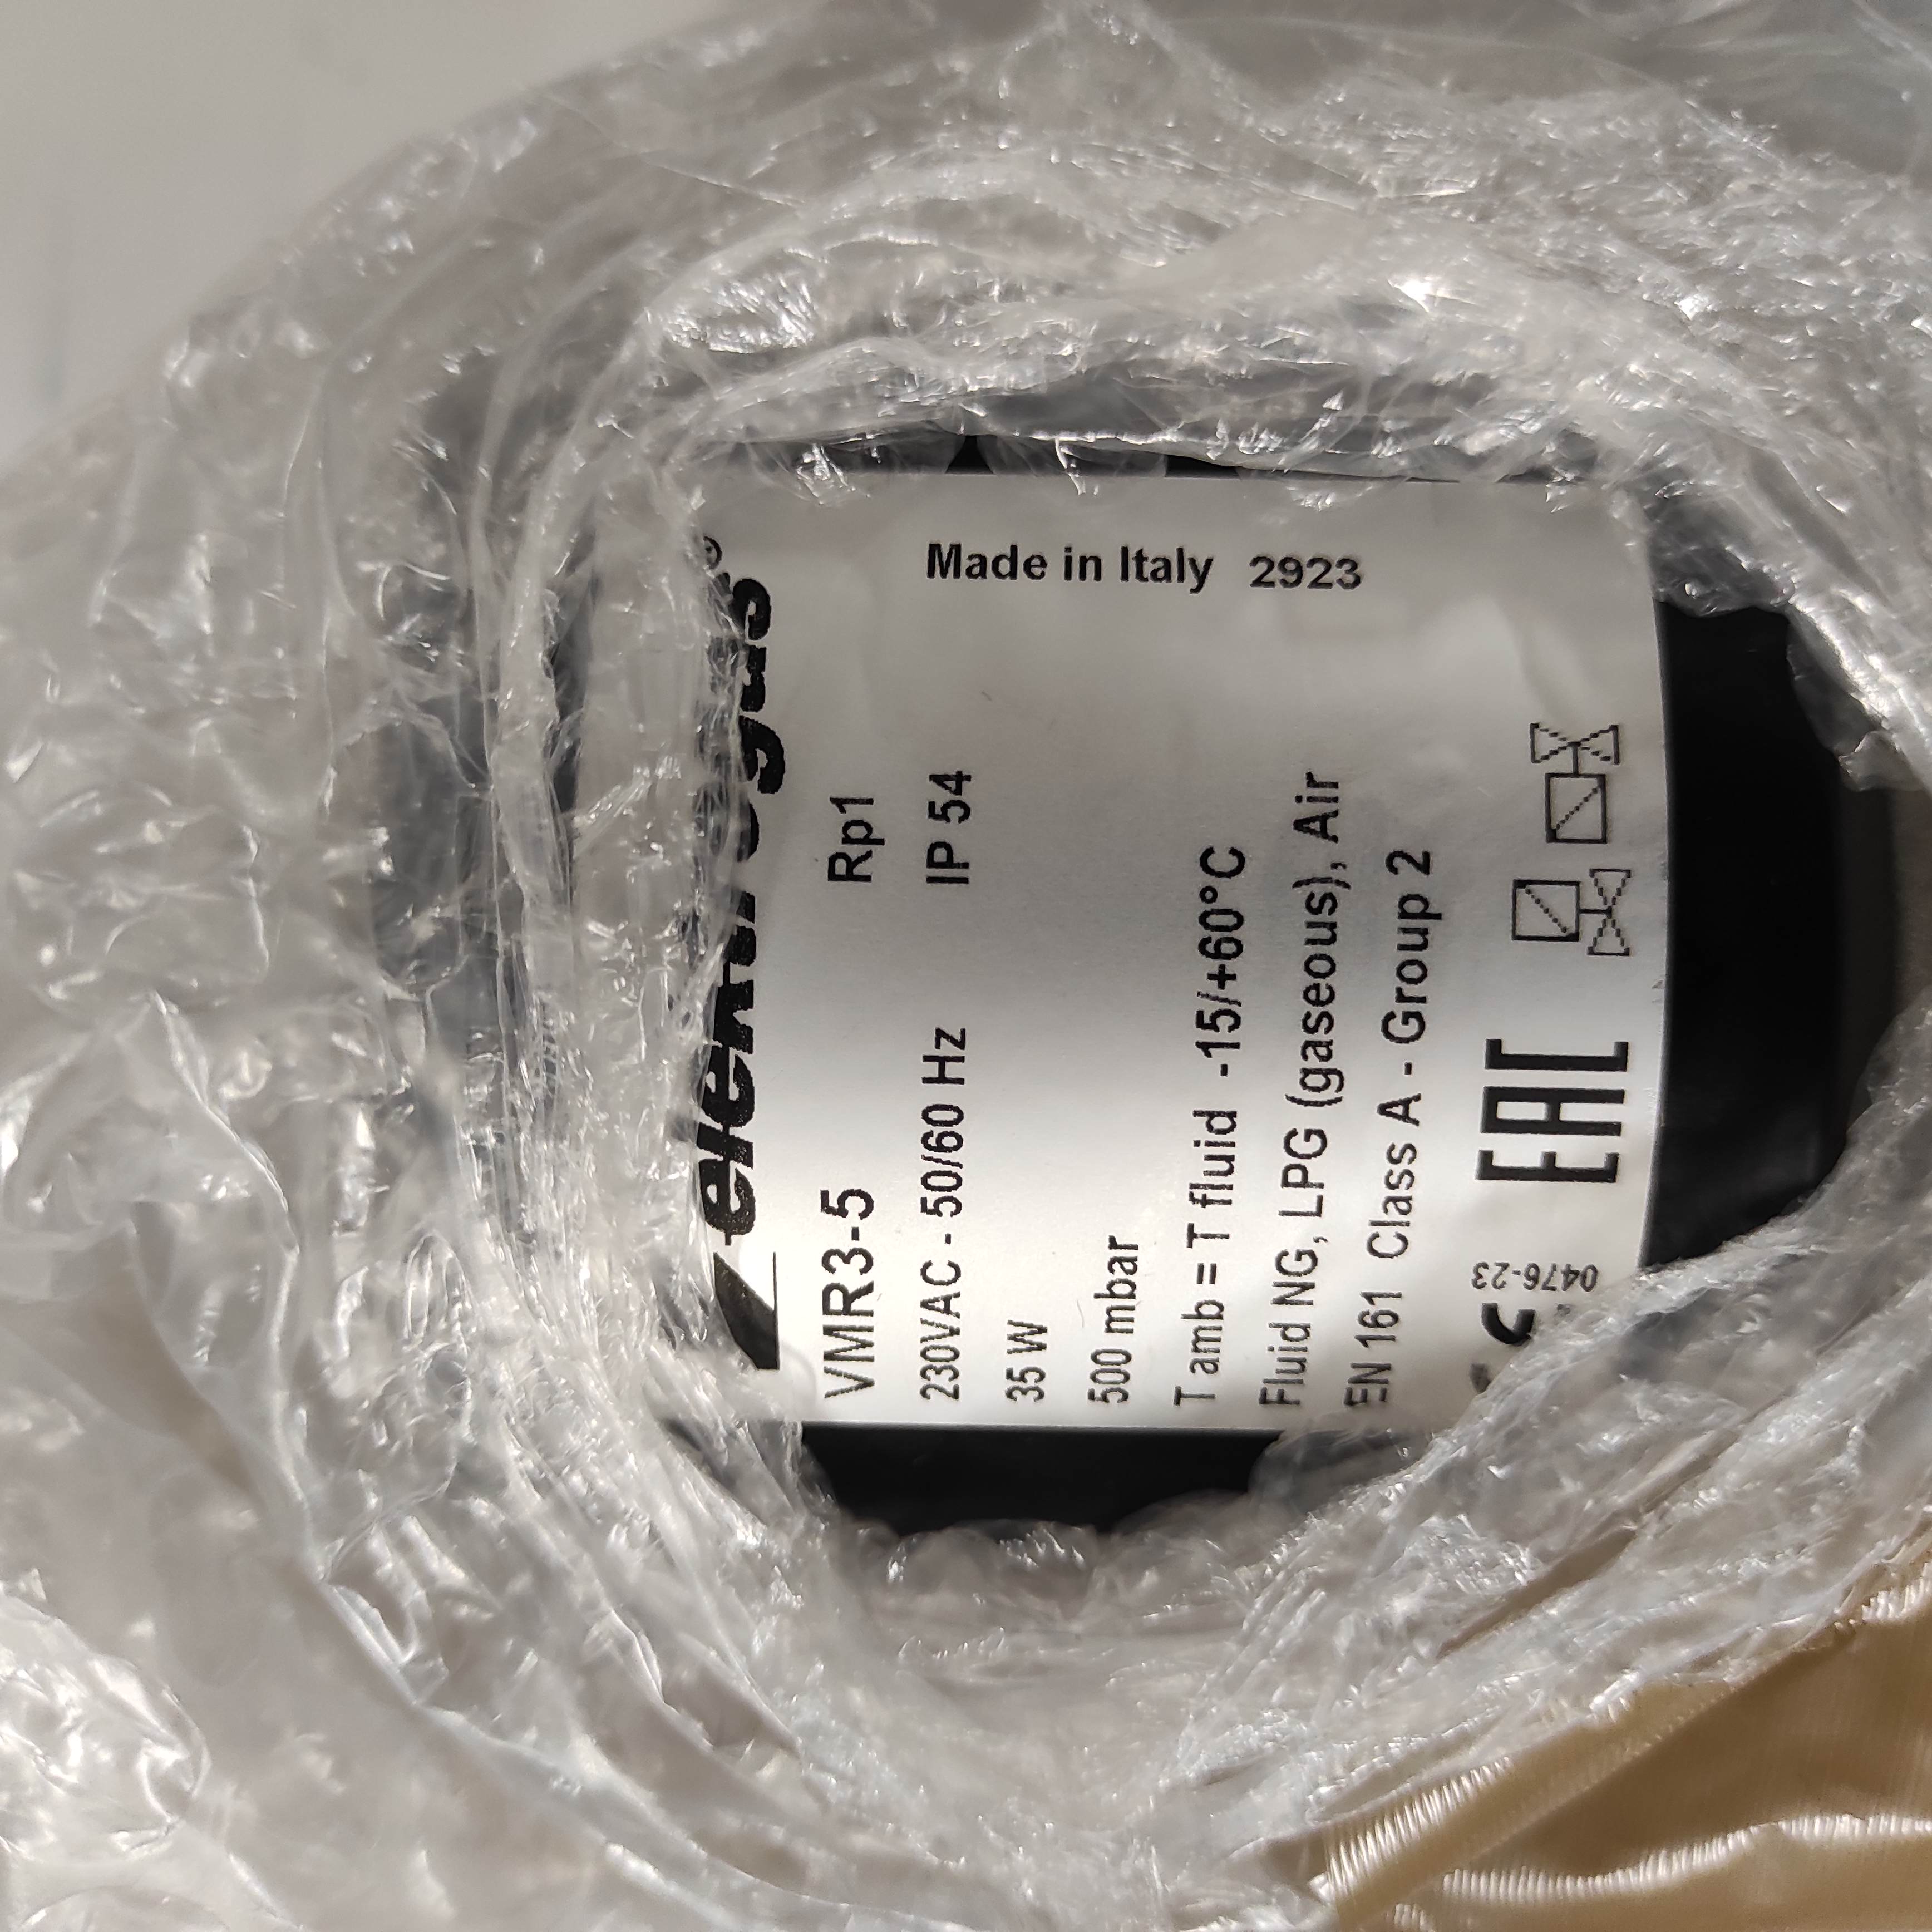 elektrogas®
VMR3-5 Rp1
230VAC - 50/60 Hz IP 54
35 W
500 mbar
T amb = T fluid -15/+60°C
Fluid NG, LPG (gaseous), Air
EN 161 Class A - Group 2
EAC
0476-23
Made in Italy 2923